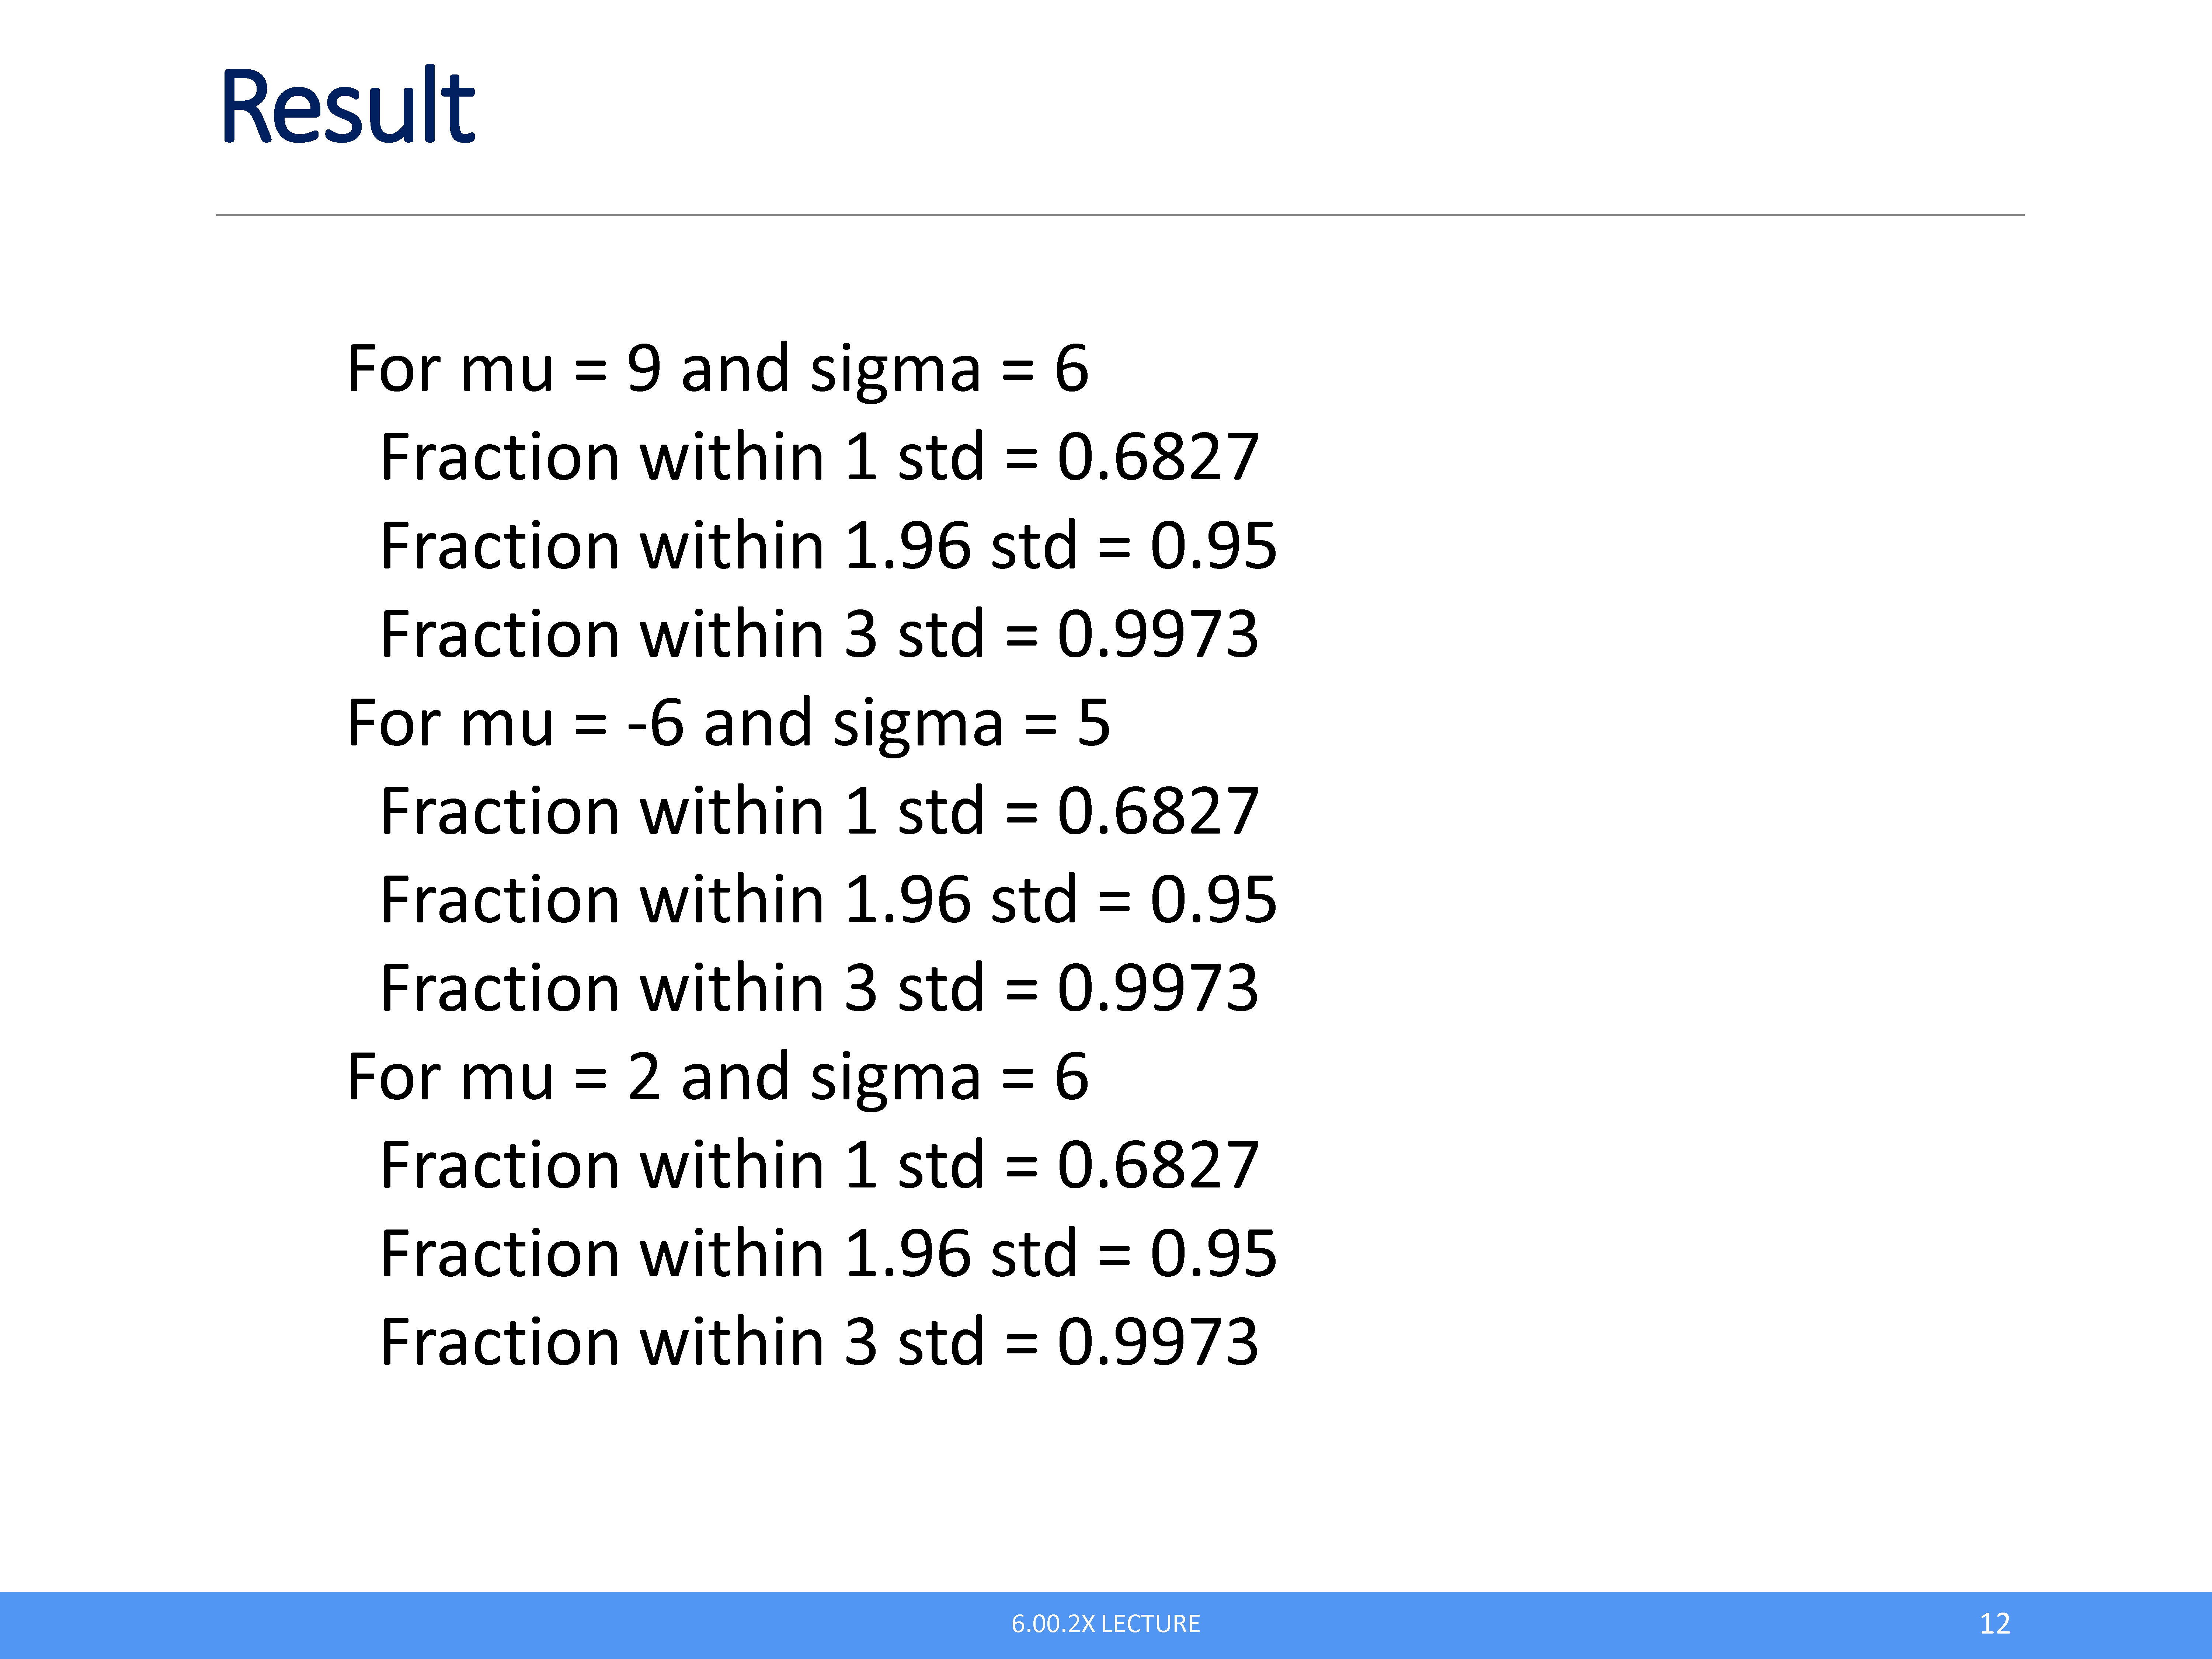 Result
For mu = 9 and sigma = 6
Fraction within 1 std = 0.6827
Fraction within 1.96 std = 0.95
Fraction within 3 std = 0.9973
For mu = -6 and sigma = 5
Fraction within 1 std = 0.6827
Fraction within 1.96 std = 0.95
Fraction within 3 std = 0.9973
For mu = 2 and sigma = 6
Fraction within 1 std = 0.6827
Fraction within 1.96 std = 0.95
Fraction within 3 std = 0.9973
6.00.2X LECTURE
12